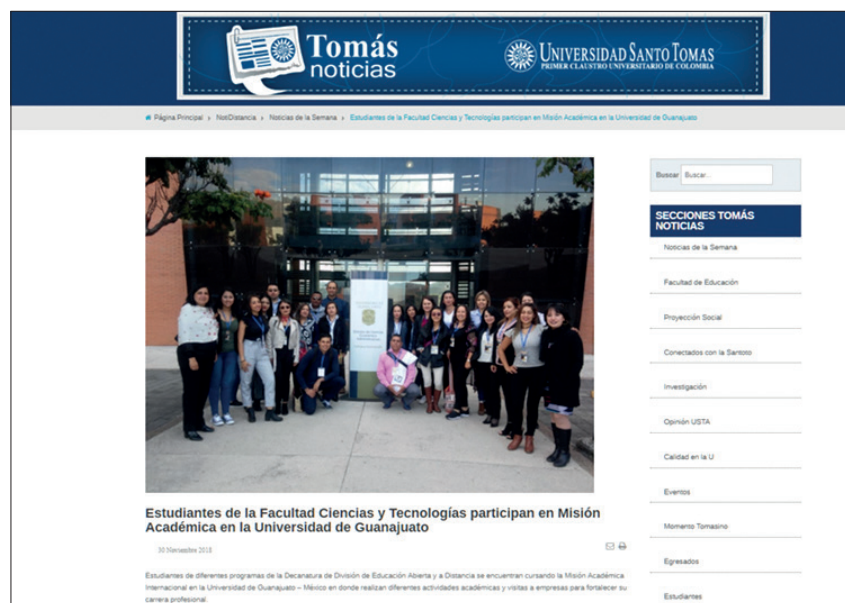 Tomás
noticias
UNIVERSIDAD SANTO TOMAS
PRIMER CLAUSTRO UNIVERSITARIO DE COLOMBIA
Página Principal › NotiDistancia › Noticias de la Semana › Estudiantes de la Facultad Ciencias y Tecnologías participan en Misión Académica en la Universidad de Guanajuato
Buscar Buscar...
SECCIONES TOMÁS
NOTICIAS
Noticias de la Semana
Facultad de Educación
Proyección Social
Conectados con la Santoto
Investigación
Opinión USTA
Calidad en la U
Eventos
Momento Tomasino
Egresados
Estudiantes
Estudiantes de la Facultad Ciencias y Tecnologías participan en Misión
Académica en la Universidad de Guanajuato
30 Noviembre 2018
Estudiantes de diferentes programas de la Decanatura de División de Educación Abierta y a Distancia se encuentran cursando la Misión Académica
Internacional en la Universidad de Guanajuato – México en donde realizan diferentes actividades académicas y visitas a empresas para fortalecer su
carrera profesional.